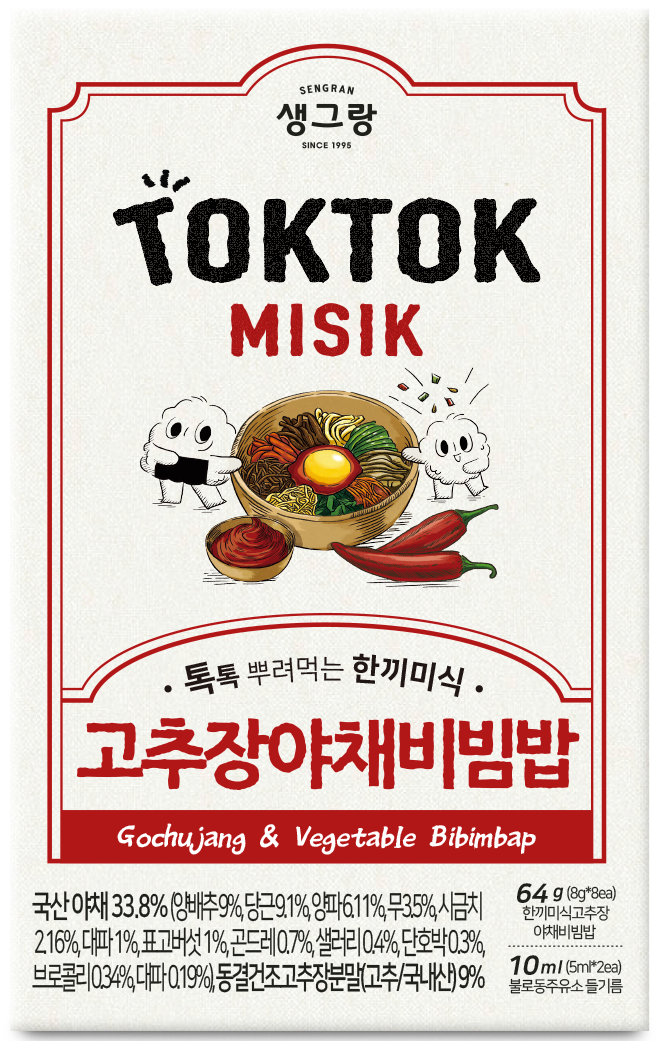 SENGRAN
생그랑
SINCE 1995
TOKTOK
MISIK
• 톡톡 뿌려먹는 한끼미식 •
고추장야채비빔밥
Gochujang & Vegetable Bibimbap
국산 야채 33.8% (양배추9%, 당근9.1%, 양파6.11%, 무3.5%, 시금치
2.16%, 대파 1%, 표고버섯 1%, 곤드레 0.7%, 샐러리 0.4%, 단호박 0.3%,
브로콜리0.34%, 대파 0.19%), 동결건조고추장분말(고추/국내산) 9%
64 g (8g*8ea)
한끼미식고추장
야채비빔밥
10ml (5ml*2ea)
불로동주유소 들기름